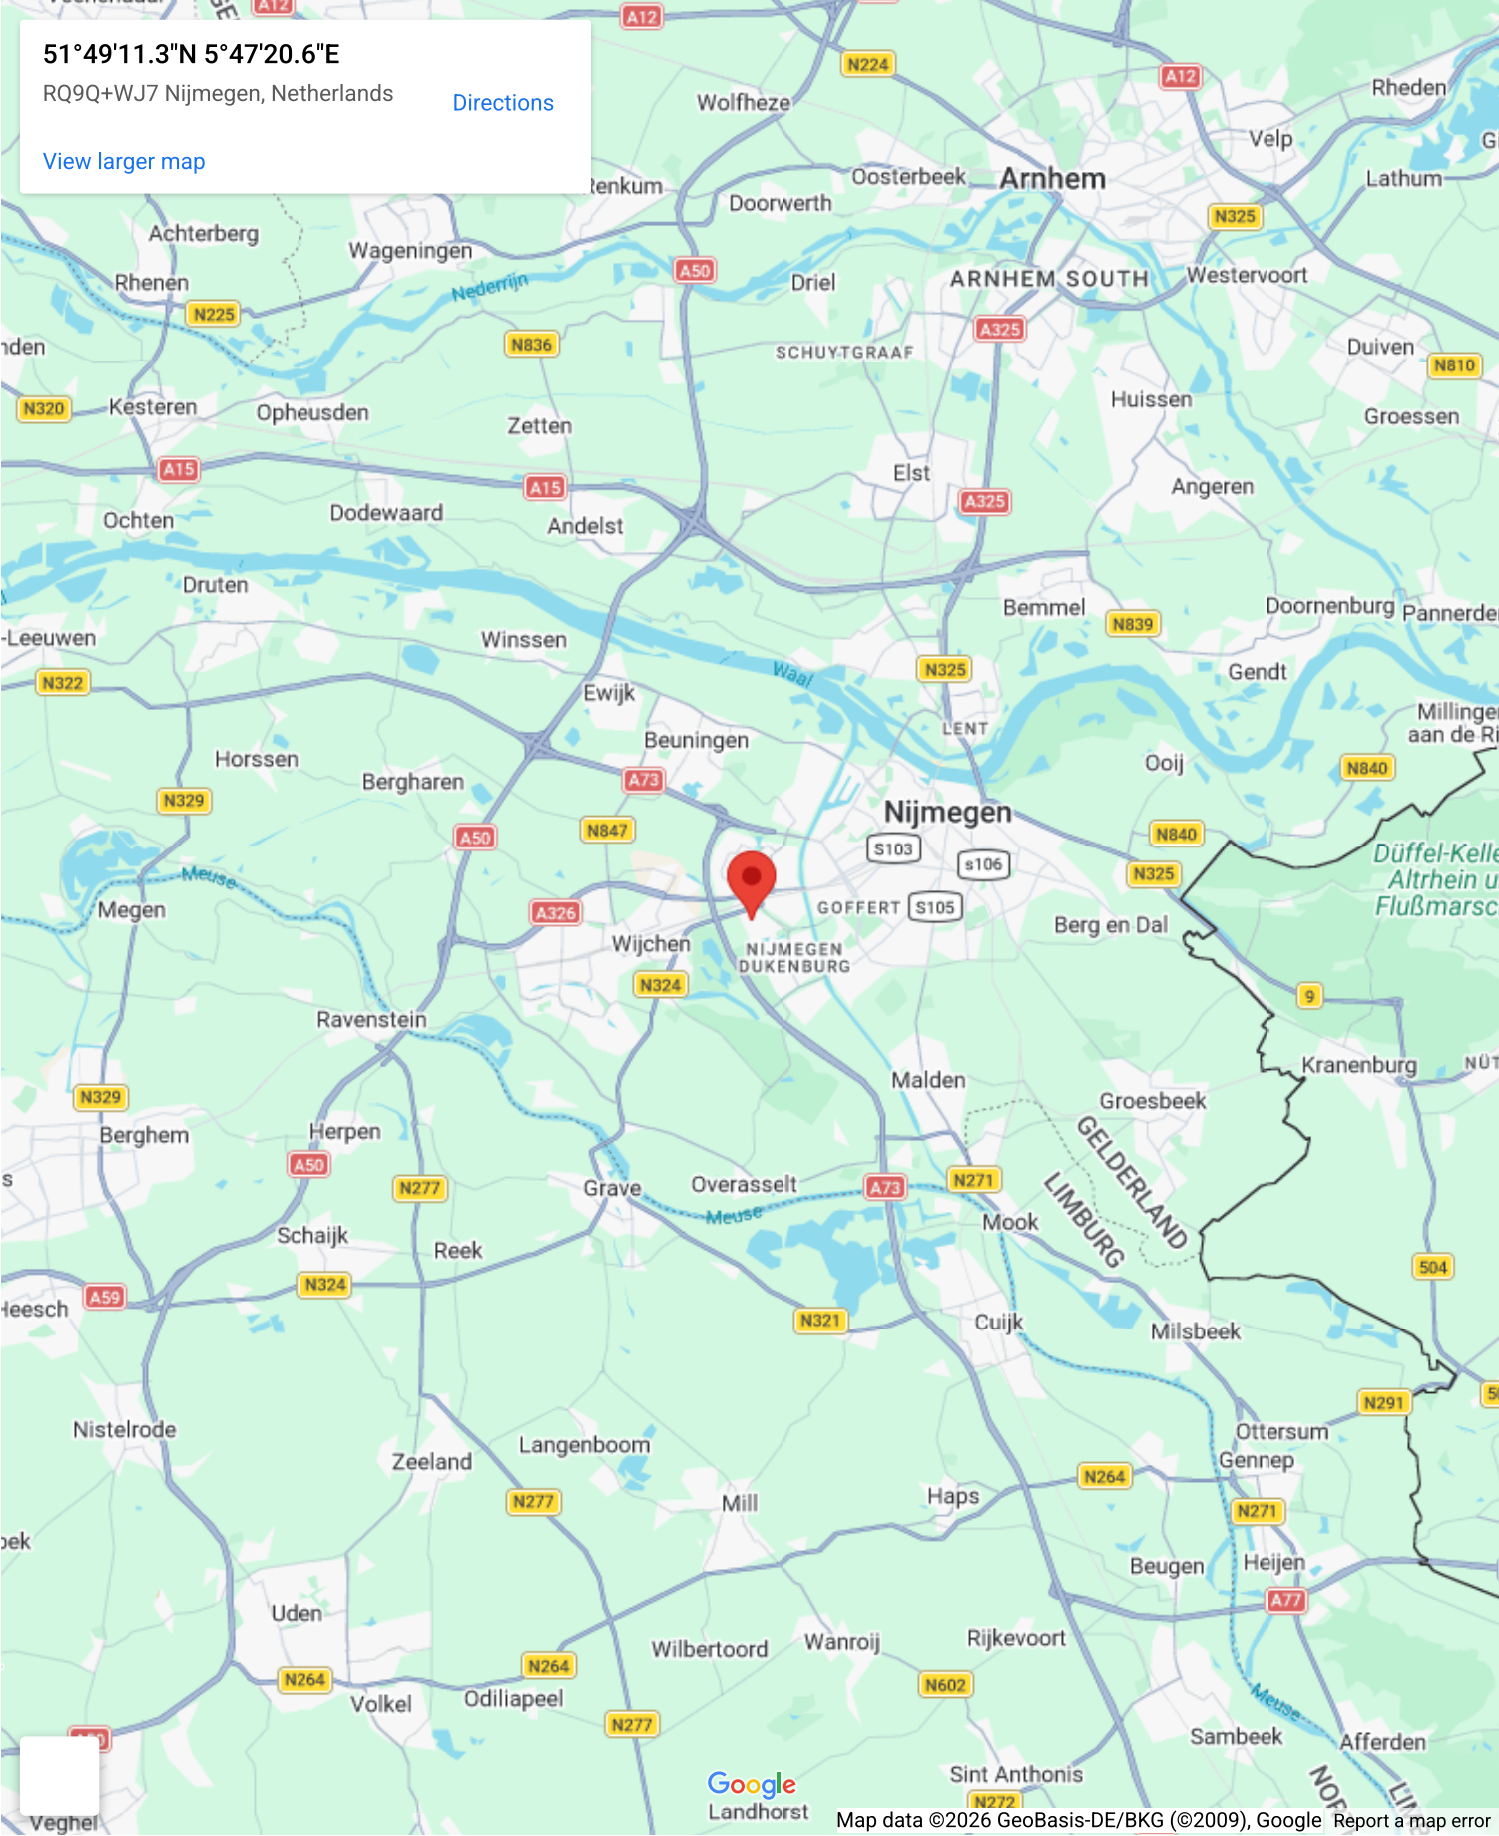 51°49'11.3"N 5°47'20.6"E
RQ9Q+WJ7 Nijmegen, Netherlands
Directions
View larger map
A12
A12
N224
A12
Rheden
Wolfheze
Velp
Renkum
Oosterbeek
Arnhem
Lathum
Doorwerth
N325
Achterberg
Wageningen
A50
Rhenen
Nederrijn
Driel
ARNHEM SOUTH
Westervoort
N225
A325
N836
SCHUYTGRAAF
Duiven
N810
N320
Kesteren
Opheusden
Huissen
Groessen
Zetten
A15
A15
Elst
A325
Angeren
Ochten
Dodewaard
Andelst
Druten
Bemmel
Doornenburg
N839
-Leeuwen
Winssen
N322
Waal
N325
Gendt
Ewijk
LENT
Beuningen
Horssen
Ooij
aan de
N840
Bergharen
A73
N329
Nijmegen
N847
A50
N840
S103
s106
N325
Meuse
Megen
A326
GOFFERT
S105
Berg en Dal
Wijchen
NIJMEGEN
DUKENBURG
N324
9
Ravenstein
Kranenburg
Malden
N329
Groesbeek
Berghem
Herpen
GELDERLAND
A50
N277
Grave
Overasselt
A73
N271
LIMBURG
Meuse
Mook
Schaijk
Reek
504
N324
A59
Heesch
N321
Cuijk
Milsbeek
N291
Nistelrode
Zeeland
Langenboom
Ottersum
Gennep
N264
N277
Mill
Haps
N271
Beugen
Heijen
A77
Uden
Wilbertoord
Wanroij
Rijkevoort
N264
N264
N602
Volkel
Odiliapeel
Meuse
N277
Sambeek
Afferden
Sint Anthonis
Google
N272
Landhorst
Veghel
Map data ©2026 GeoBasis-DE/BKG (©2009), Google
Report a map error